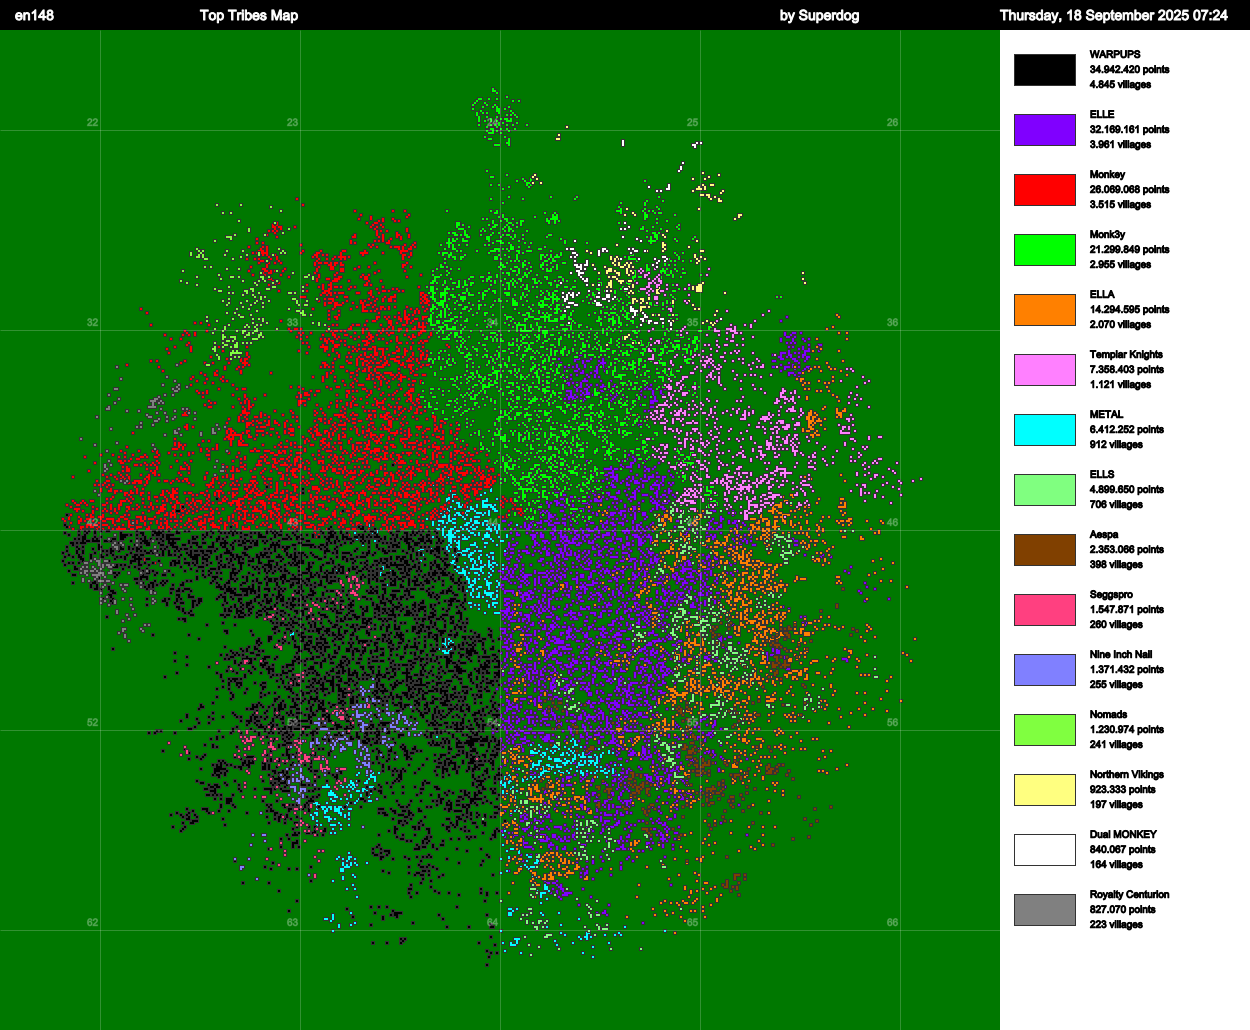 en148 Top Tribes Map by Superdog Thursday, 18 September 2025 07:24
WARPUPS
34.942.420 points
4.845 villages
ELLE
32.169.161 points
3.961 villages
Monkey
26.069.068 points
3.515 villages
Monk3y
21.299.849 points
2.955 villages
ELLA
14.294.595 points
2.070 villages
Templar Knights
7.358.403 points
1.121 villages
METAL
6.412.252 points
912 villages
ELLS
4.899.650 points
706 villages
Aespa
2.353.066 points
398 villages
Seggspro
1.547.871 points
260 villages
Nine Inch Nail
1.371.432 points
255 villages
Nomads
1.230.974 points
241 villages
Northern Vikings
923.333 points
197 villages
Dual MONKEY
840.067 points
164 villages
Royalty Centurion
827.070 points
223 villages
22 23 25 26
32 33 34 35 36
42 43 46
52 53 54 55 56
62 63 64 65 66